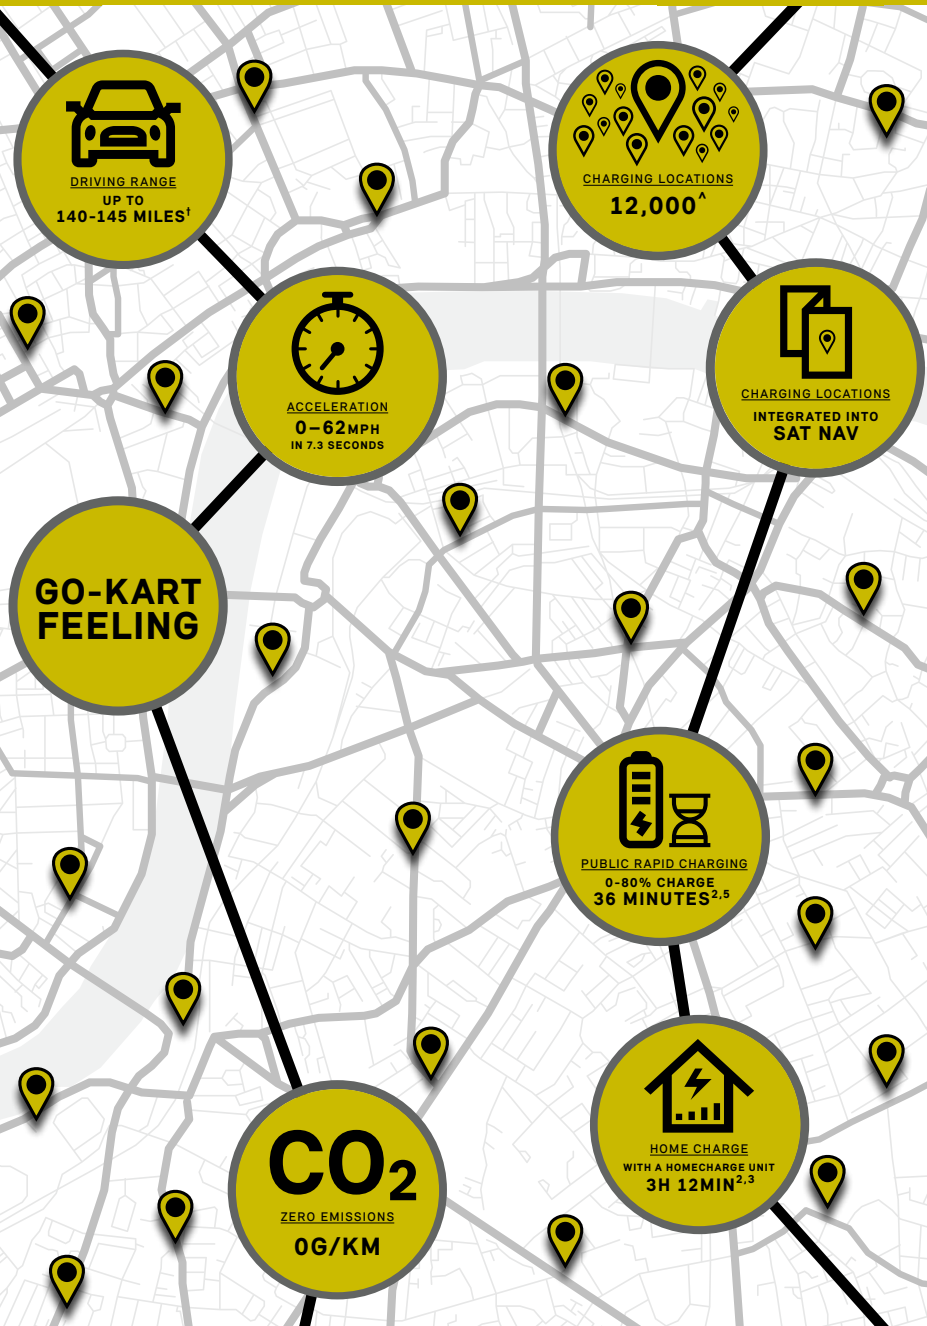 DRIVING RANGE
UP TO
140-145 MILES†
CHARGING LOCATIONS
12,000^
ACCELERATION
0–62MPH
IN 7.3 SECONDS
CHARGING LOCATIONS
INTEGRATED INTO
SAT NAV
GO-KART
FEELING
PUBLIC RAPID CHARGING
0-80% CHARGE
36 MINUTES2,5
CO2
ZERO EMISSIONS
0G/KM
HOME CHARGE
WITH A HOMECHARGE UNIT
3H 12MIN2,3